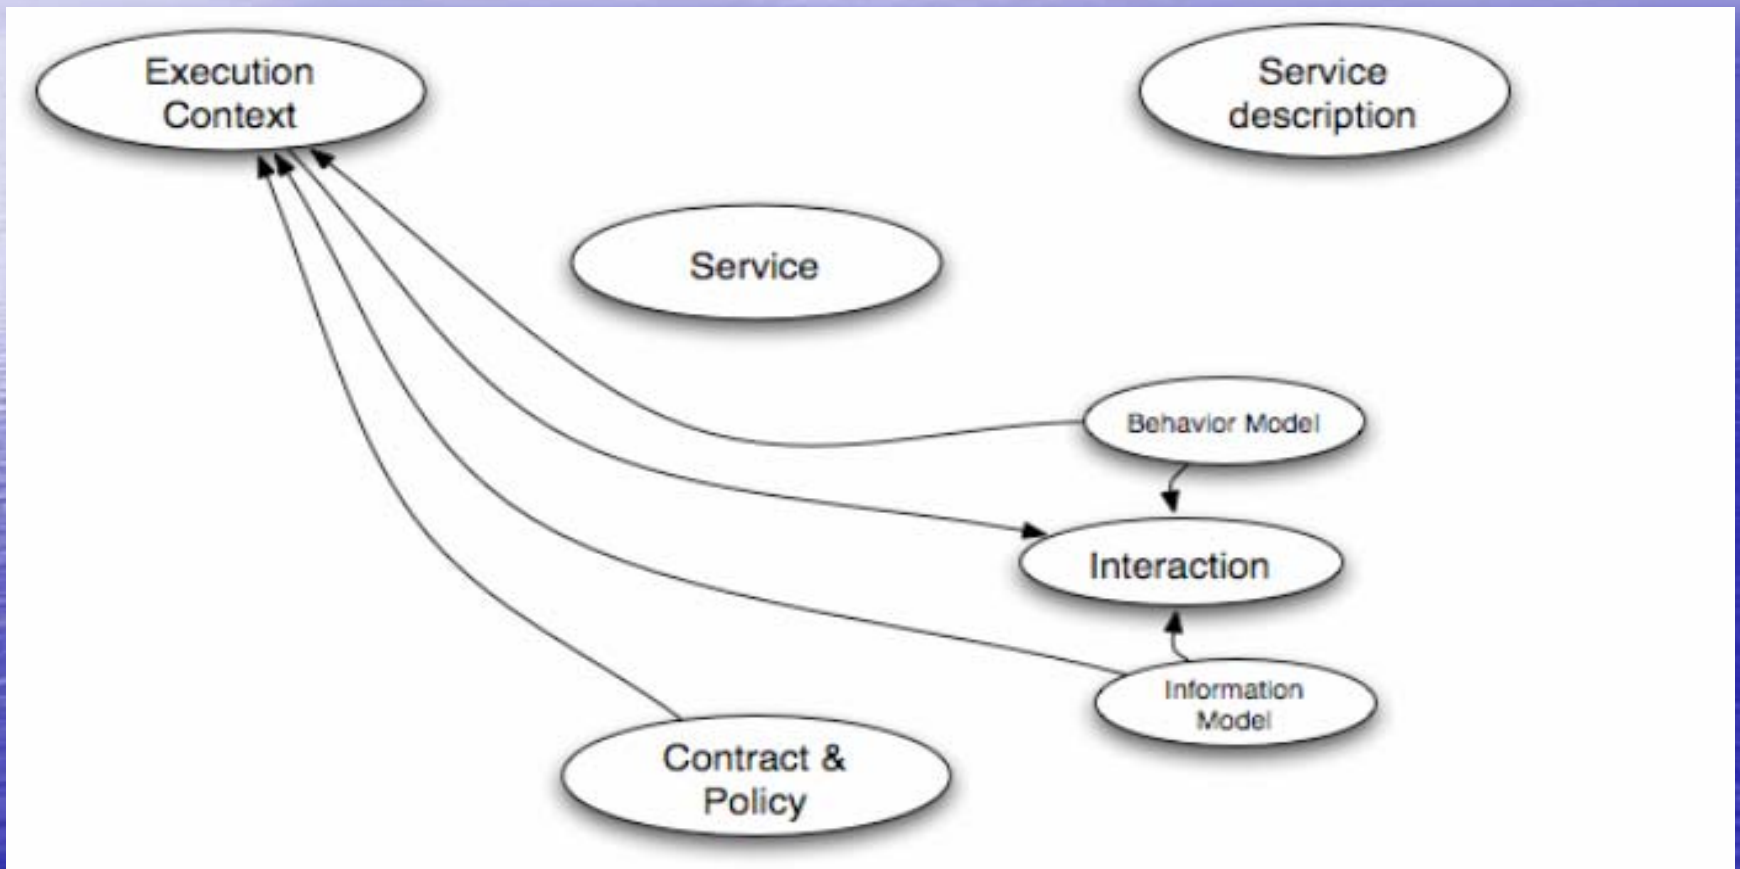 Execution
Context
Service
description
Service
Behavior Model
Interaction
Information
Model
Contract &
Policy